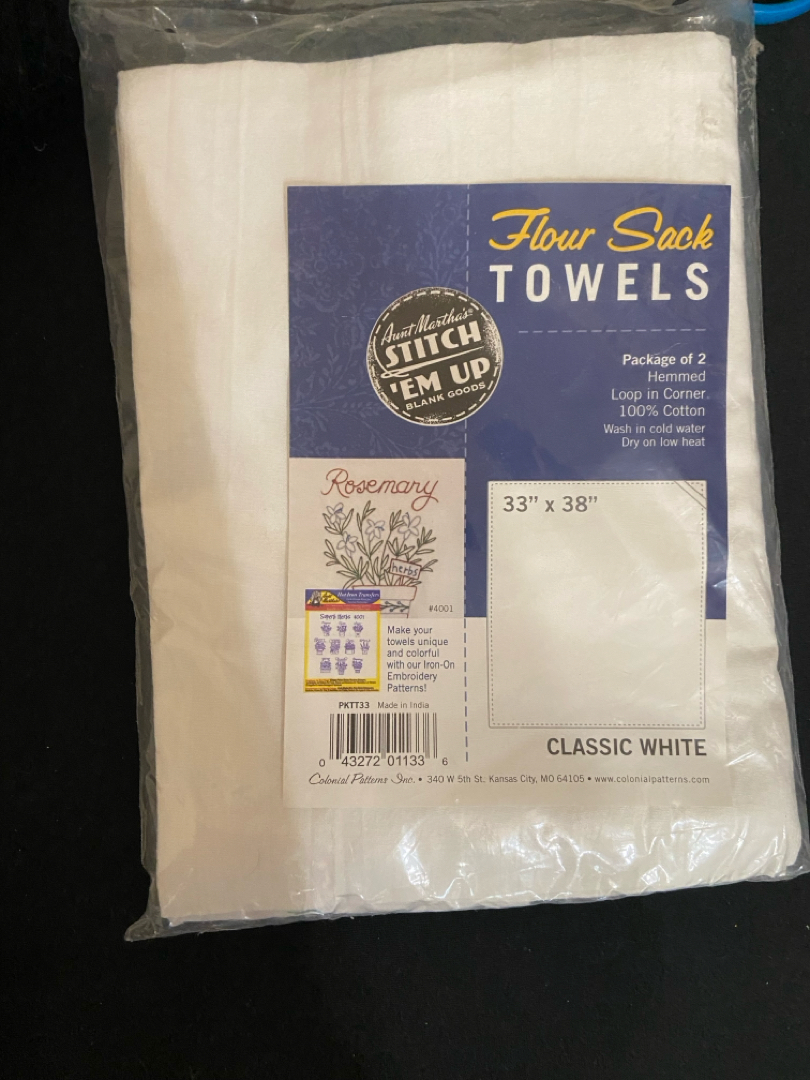 Flour Sack
TOWELS
Aunt Martha's®
STITCH
'EM UP
BLANK GOODS
Package of 2
Hemmed
Loop in Corner
100% Cotton
Wash in cold water
Dry on low heat
33" x 38"
Rosemary
herbs
#4001
Make your
towels unique
and colorful
with our Iron-On
Embroidery
Patterns!
PKTT33 Made in India
0 43272 01133 6
CLASSIC WHITE
Colonial Patterns Inc. • 340 W 5th St. Kansas City, MO 64105 • www.colonialpatterns.com